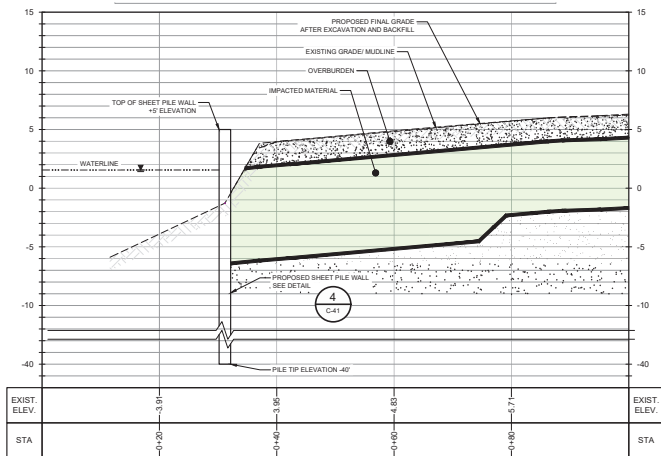 15
15
PROPOSED FINAL GRADE
AFTER EXCAVATION AND BACKFILL
EXISTING GRADE/ MUDLINE
10
10
OVERBURDEN
IMPACTED MATERIAL
TOP OF SHEET PILE WALL
+5' ELEVATION
5
5
WATERLINE
0
0
-5
-5
PROPOSED SHEET PILE WALL
SEE DETAIL
4
C-41
-10
-10
PILE TIP ELEVATION -40'
-40
-40
EXIST.
ELEV.
-3.91
3.95
4.83
5.71
EXIST.
ELEV.
STA
0+20
0+40
0+60
0+80
STA